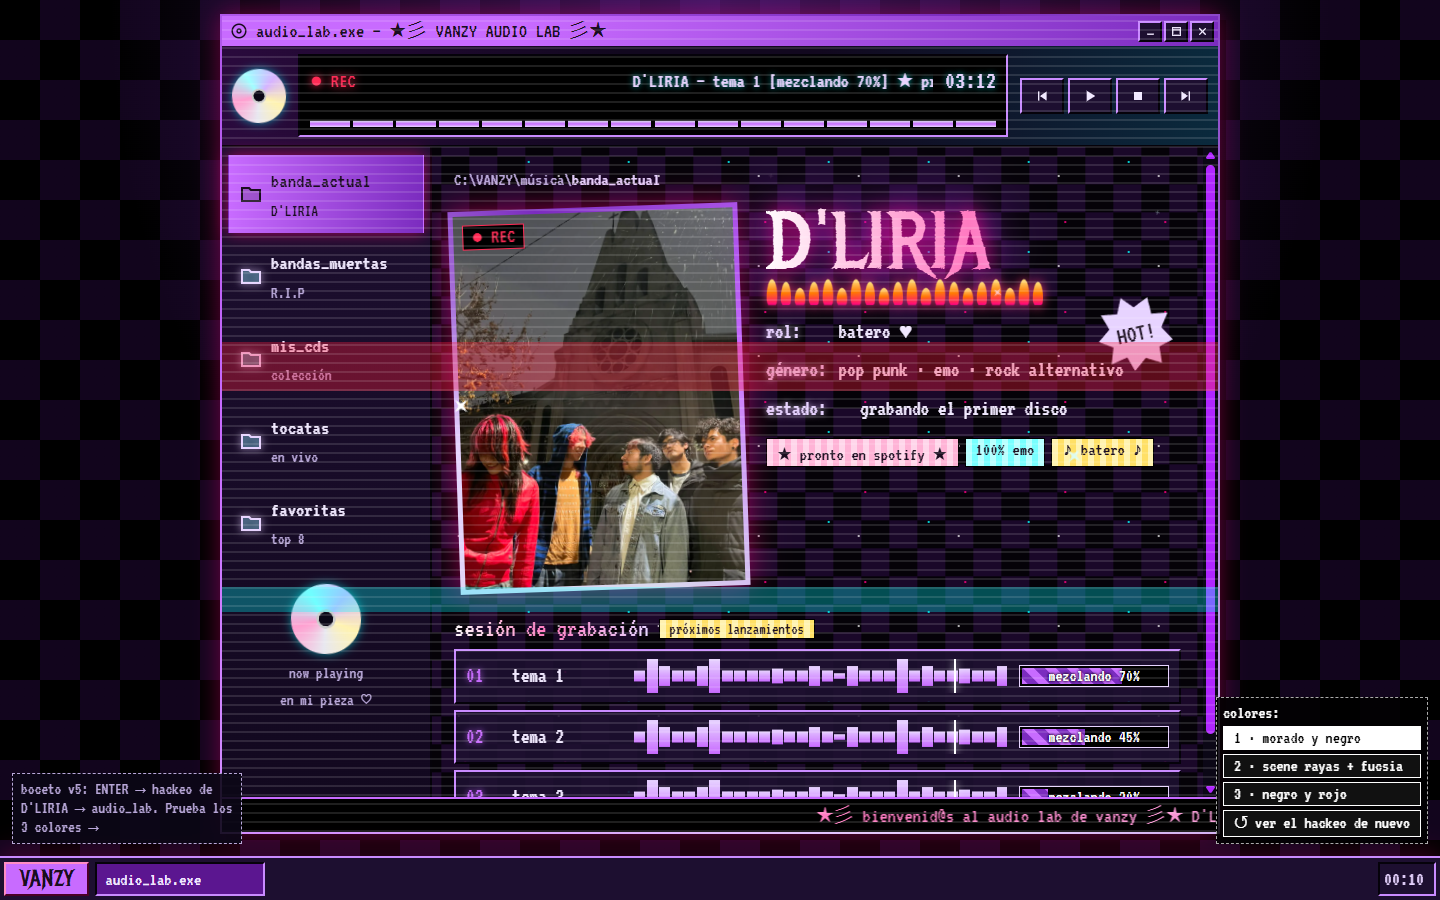 audio_lab.exe - ★彡 VANZY AUDIO LAB 彡★
● REC
D'LIRIA - tema 1 [mezclando 70%] ★
03:12
banda_actual
D'LIRIA
bandas_muertas
R.I.P
mis_cds
colección
tocatas
en vivo
favoritas
top 8
now playing
en mi pieza ♡
C:\VANZY\música\banda_actual
● REC
D'LIRIA
HOT!
rol: batero ♥
género: pop punk · emo · rock alternativo
estado: grabando el primer disco
★ pronto en spotify ★
100% emo
♪ batero ♪
sesión de grabación
próximos lanzamientos
01 tema 1 mezclando 70%
02 tema 2 mezclando 45%
★彡 bienvenid@s al audio lab de vanzy 彡★ D'L
boceto v5: ENTER → hackeo de
D'LIRIA → audio_lab. Prueba los
3 colores →
colores:
1 · morado y negro
2 · scene rayas + fucsia
3 · negro y rojo
↺ ver el hackeo de nuevo
VANZY
audio_lab.exe
00:10